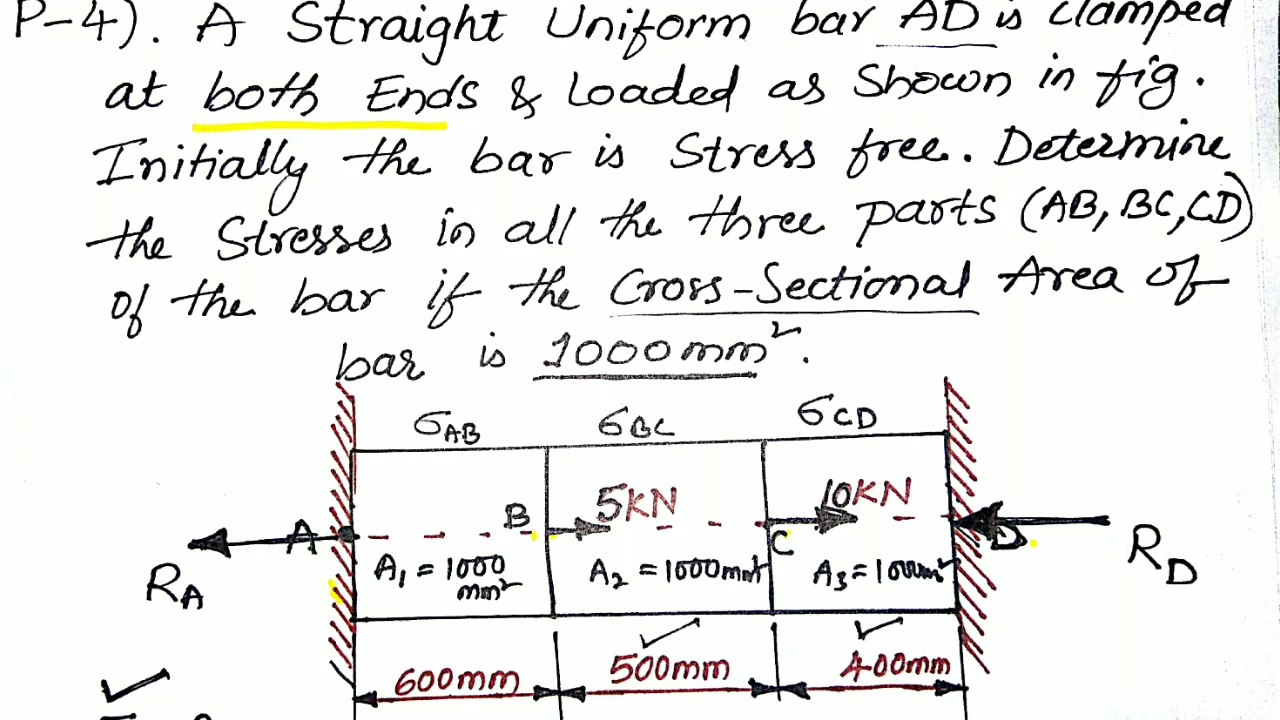 P-4). A Straight Uniform bar AD is clamped
at both Ends & Loaded as Shown in fig.
Initially the bar is Stress free. Determine
the Stresses in all the three parts (AB, BC, CD)
of the bar if the Cross-Sectional Area of
bar is 1000mm².
σAB σBC σCD
5KN 10KN
A B C D
RA RD
A₁ = 1000 mm² A₂ = 1000mm² A₃ = 1000mm²
600mm 500mm 400mm